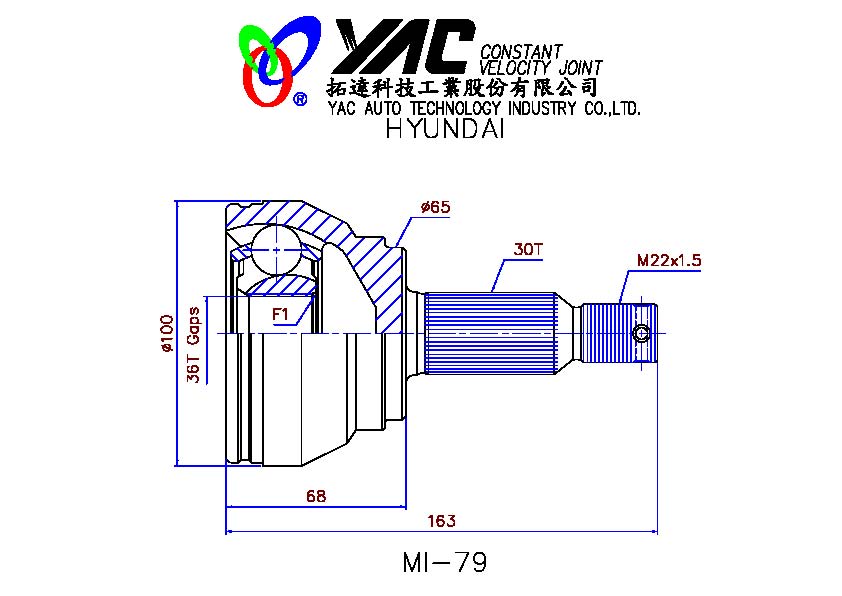 YAC CONSTANT
VELOCITY JOINT
拓達科技工業股份有限公司
YAC AUTO TECHNOLOGY INDUSTRY CO.,LTD.
HYUNDAI
®
ø65
30T
M22x1.5
F1
ø100
36T Gaps
68
163
MI-79